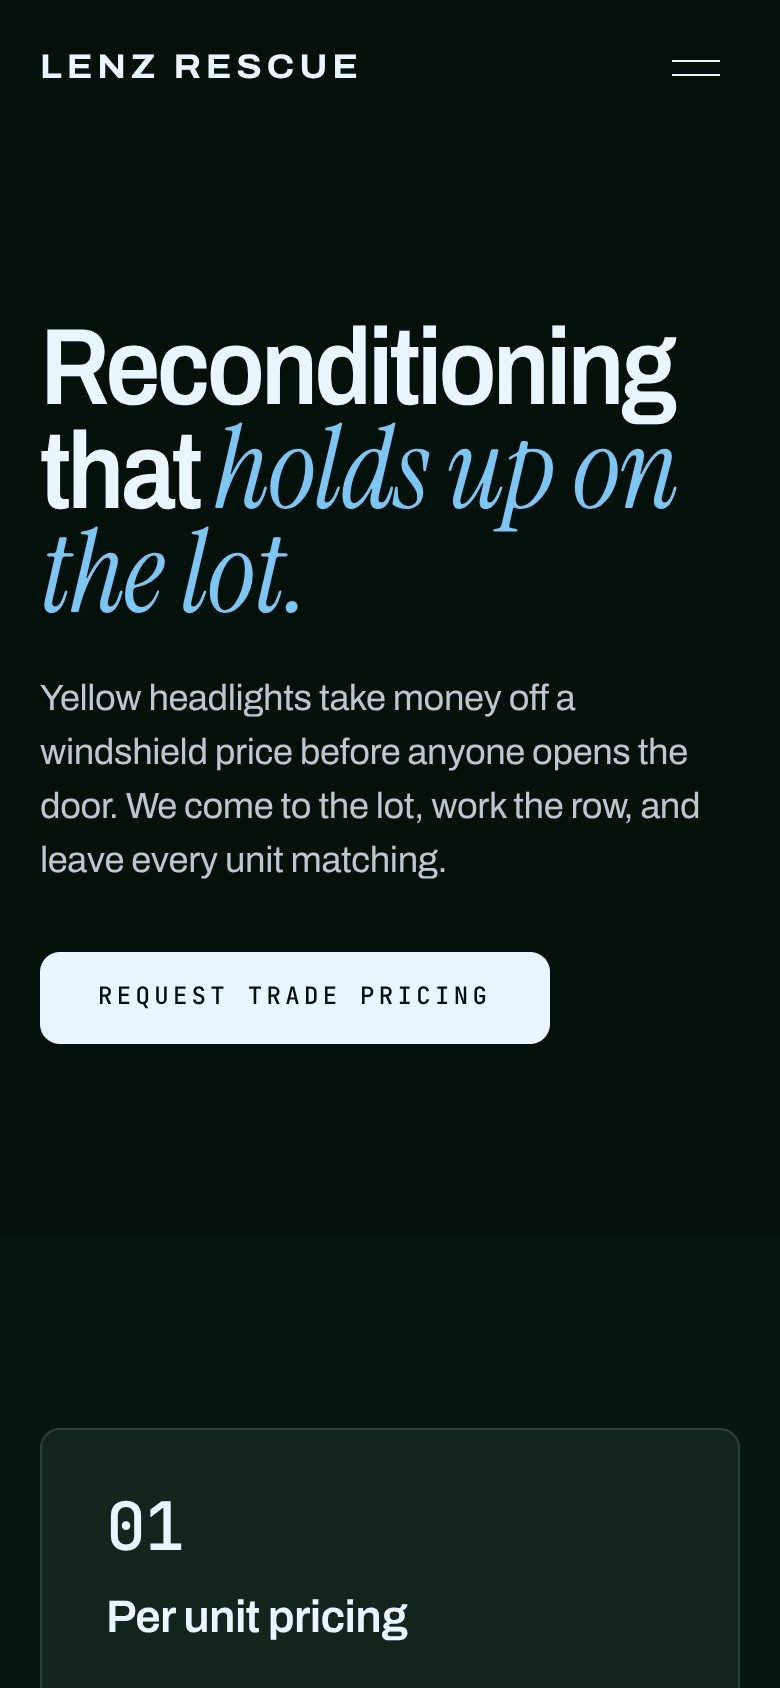 LENZ RESCUE
Reconditioning
that holds up on
the lot.
Yellow headlights take money off a
windshield price before anyone opens the
door. We come to the lot, work the row, and
leave every unit matching.
REQUEST TRADE PRICING
01
Per unit pricing